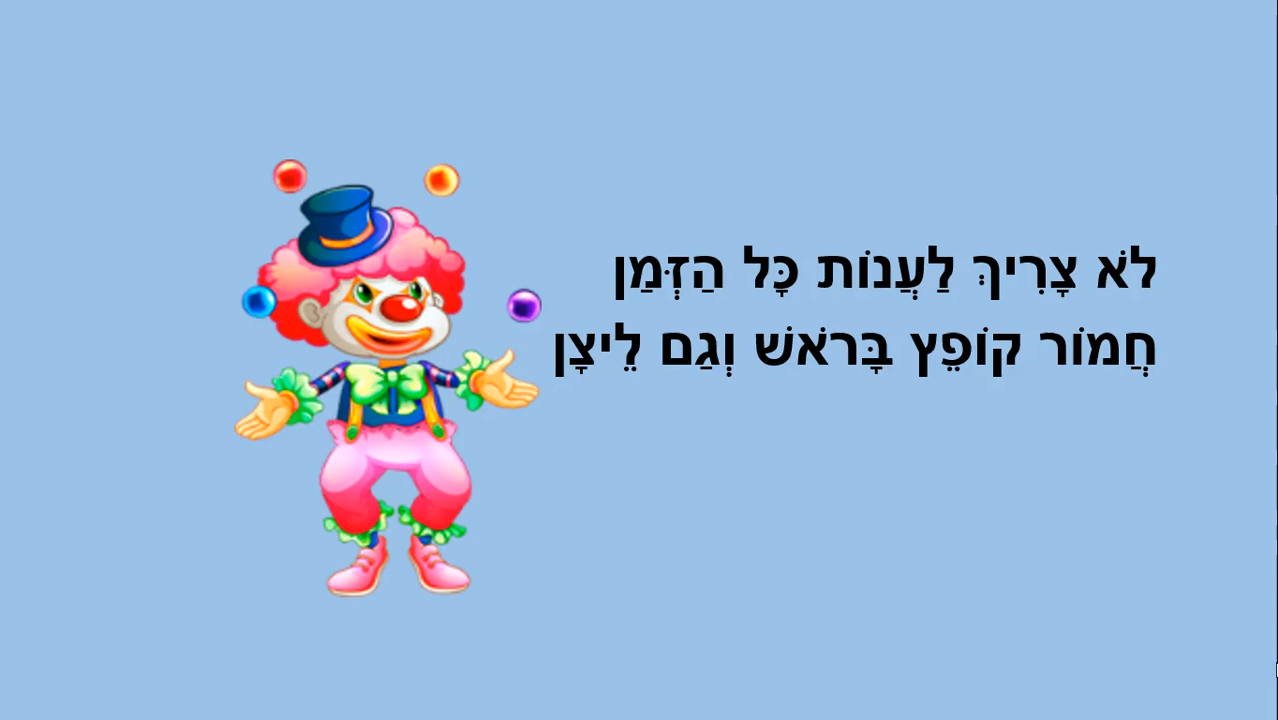 לֹא צָרִיךְ לַעֲנוֹת כָּל הַזְּמַן
חֲמוֹר קוֹפֵץ בָּרֹאשׁ וְגַם לֵיצָן